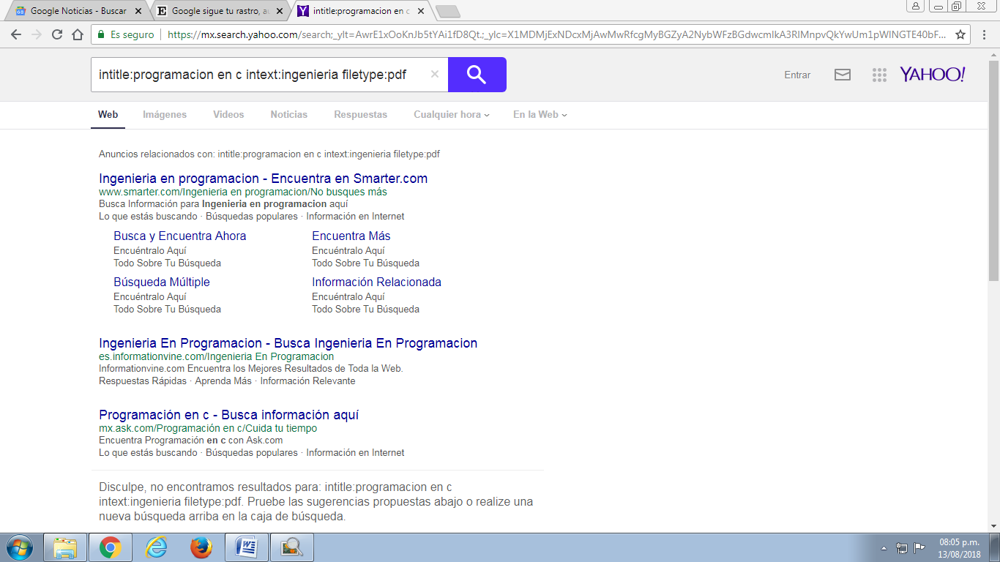 Google Noticias - Buscar
Google sigue tu rastro, au
intitle:programacion en c
Es seguro
https://mx.search.yahoo.com/search;_ylt=AwrE1xOoKnJb5tYAi1fD8Qt.;_ylc=X1MDMjExNDcxMjAwMwRfcgMyBGZyA2NybWFzBGdwcmlkA3RIMnpvQkYwUm1pWlNGTE40bF...
intitle:programacion en c intext:ingenieria filetype:pdf
Entrar
YAHOO!
Web Imágenes Videos Noticias Respuestas Cualquier hora En la Web
Anuncios relacionados con: intitle:programacion en c intext:ingenieria filetype:pdf
Ingenieria en programacion - Encuentra en Smarter.com
www.smarter.com/Ingenieria en programacion/No busques más
Busca Información para Ingenieria en programacion aquí
Lo que estás buscando · Búsquedas populares · Información en Internet
Busca y Encuentra Ahora
Encuéntralo Aquí
Todo Sobre Tu Búsqueda
Encuentra Más
Encuéntralo Aquí
Todo Sobre Tu Búsqueda
Búsqueda Múltiple
Encuéntralo Aquí
Todo Sobre Tu Búsqueda
Información Relacionada
Encuéntralo Aquí
Todo Sobre Tu Búsqueda
Ingenieria En Programacion - Busca Ingenieria En Programacion
es.informationvine.com/Ingenieria En Programacion
Informationvine.com Encuentra los Mejores Resultados de Toda la Web.
Respuestas Rápidas · Aprenda Más · Información Relevante
Programación en c - Busca información aquí
mx.ask.com/Programación en c/Cuida tu tiempo
Encuentra Programación en c con Ask.com
Lo que estás buscando · Búsquedas populares · Información en Internet
Disculpe, no encontramos resultados para: intitle:programacion en c
intext:ingenieria filetype:pdf. Pruebe las sugerencias propuestas abajo o realize una
nueva búsqueda arriba en la caja de búsqueda.
08:05 p.m.
13/08/2018